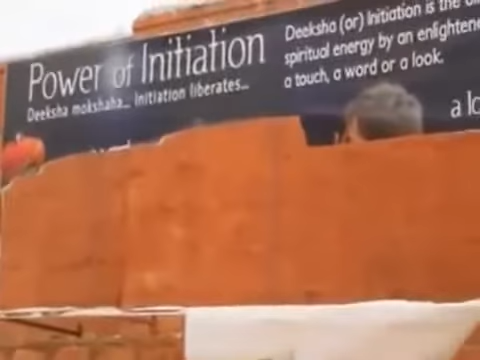 Power of Initiation
Deeksha mokshaha... Initiation liberates...
Deeksha (or) Initiation is the
spiritual energy by an
a touch, a word or a look.
a